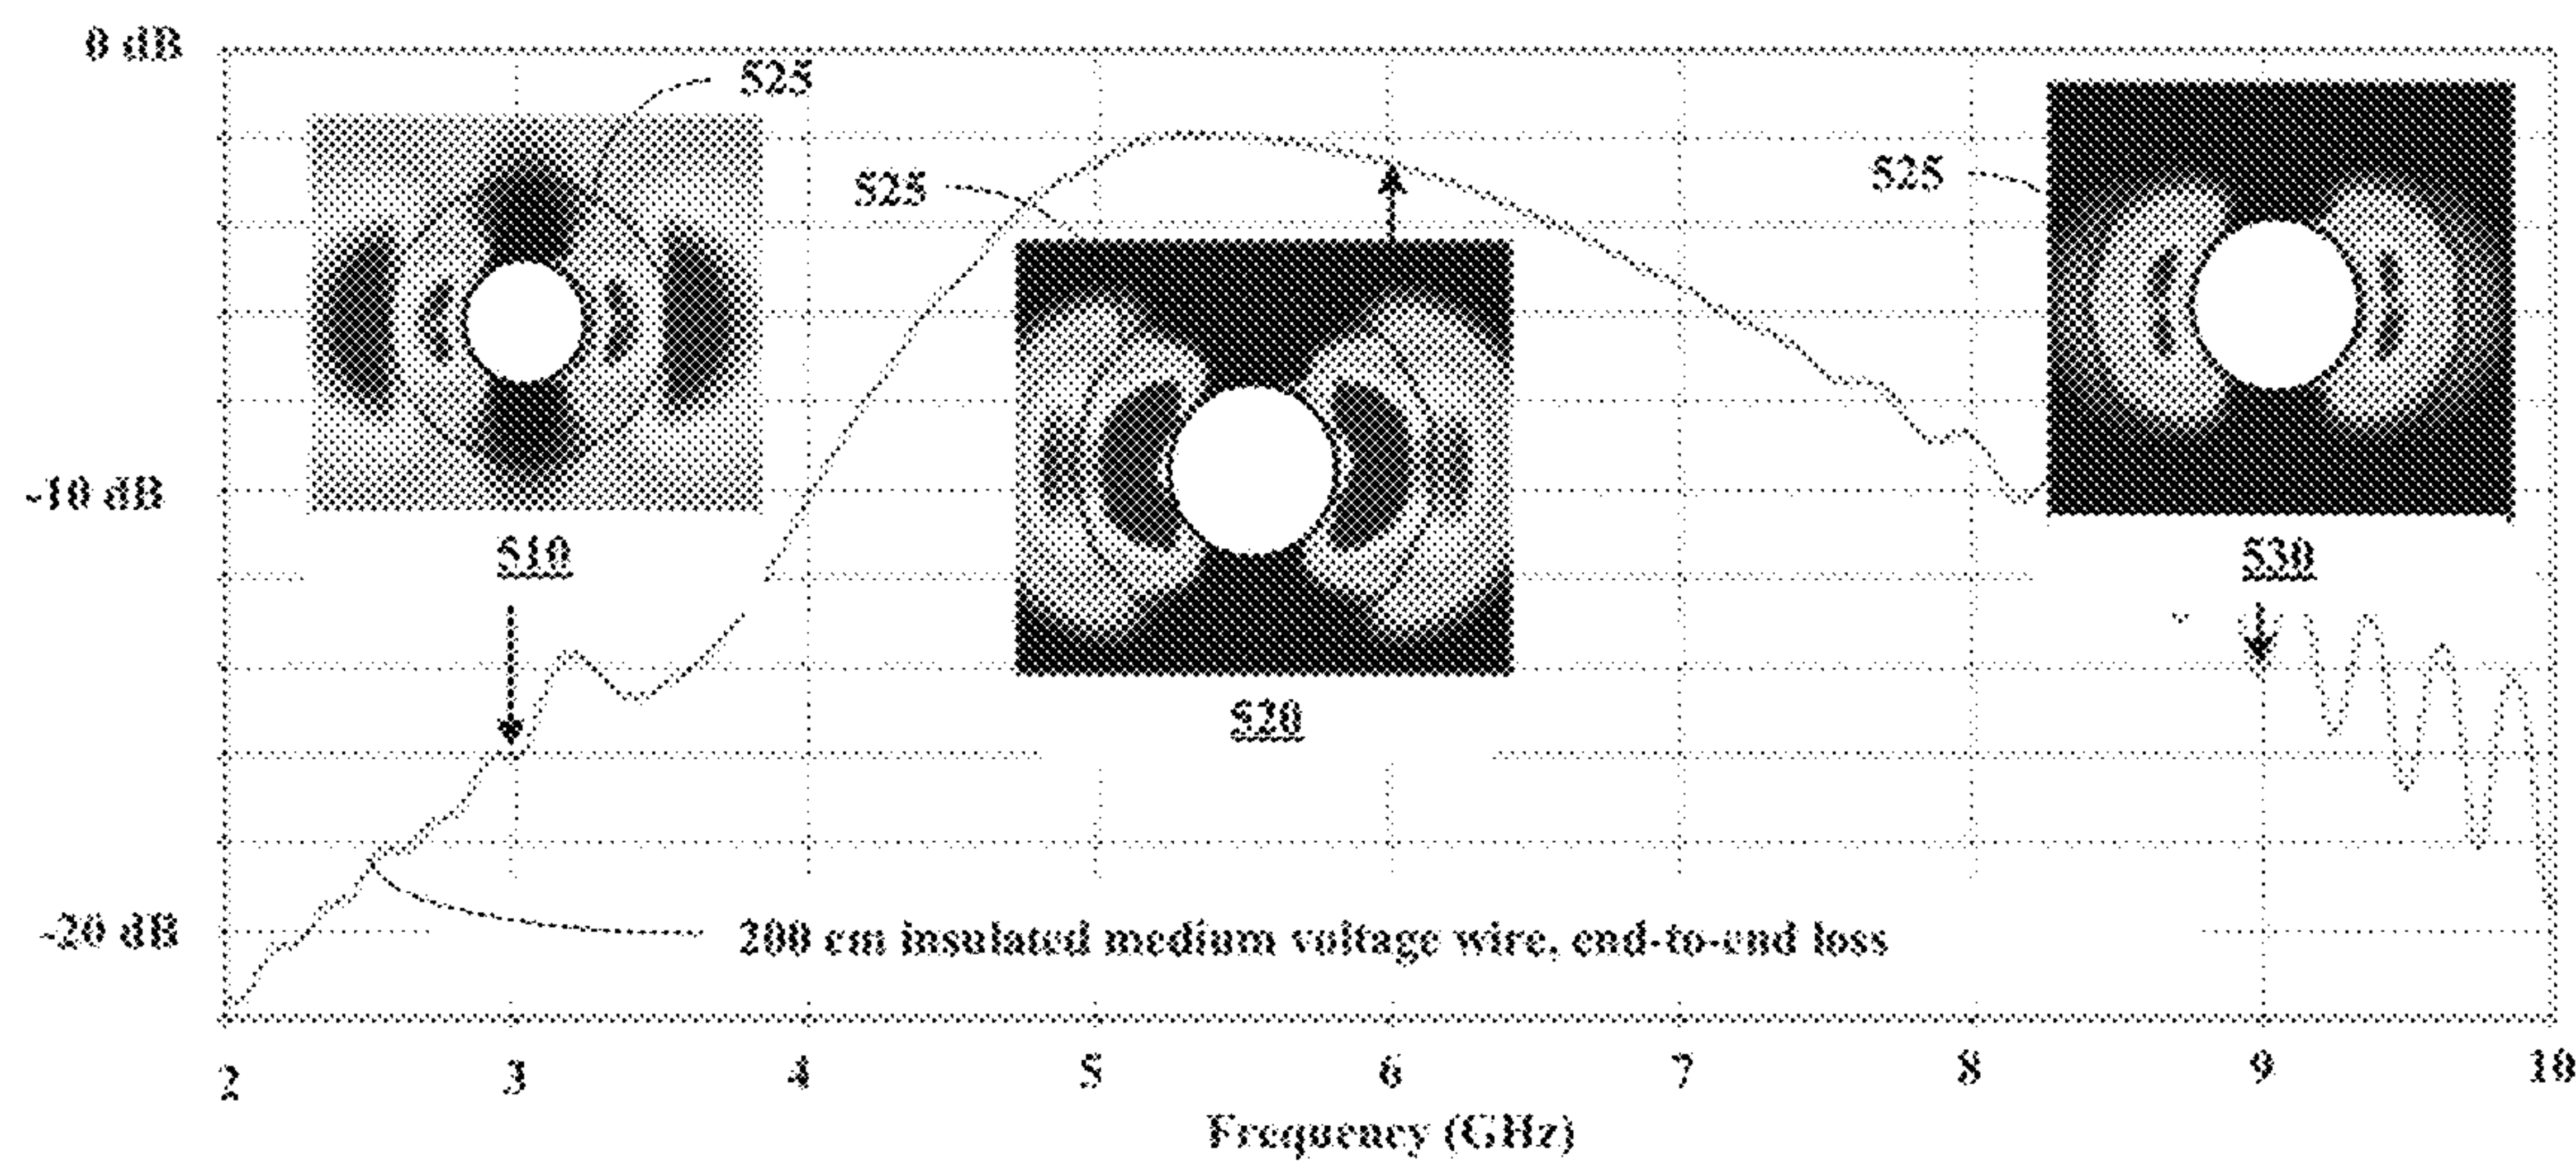 0 dB
525
525
525
-10 dB
510
530
520
-20 dB
200 cm insulated medium voltage wire, end-to-end loss
2 3 4 5 6 7 8 9 10
Frequency (GHz)